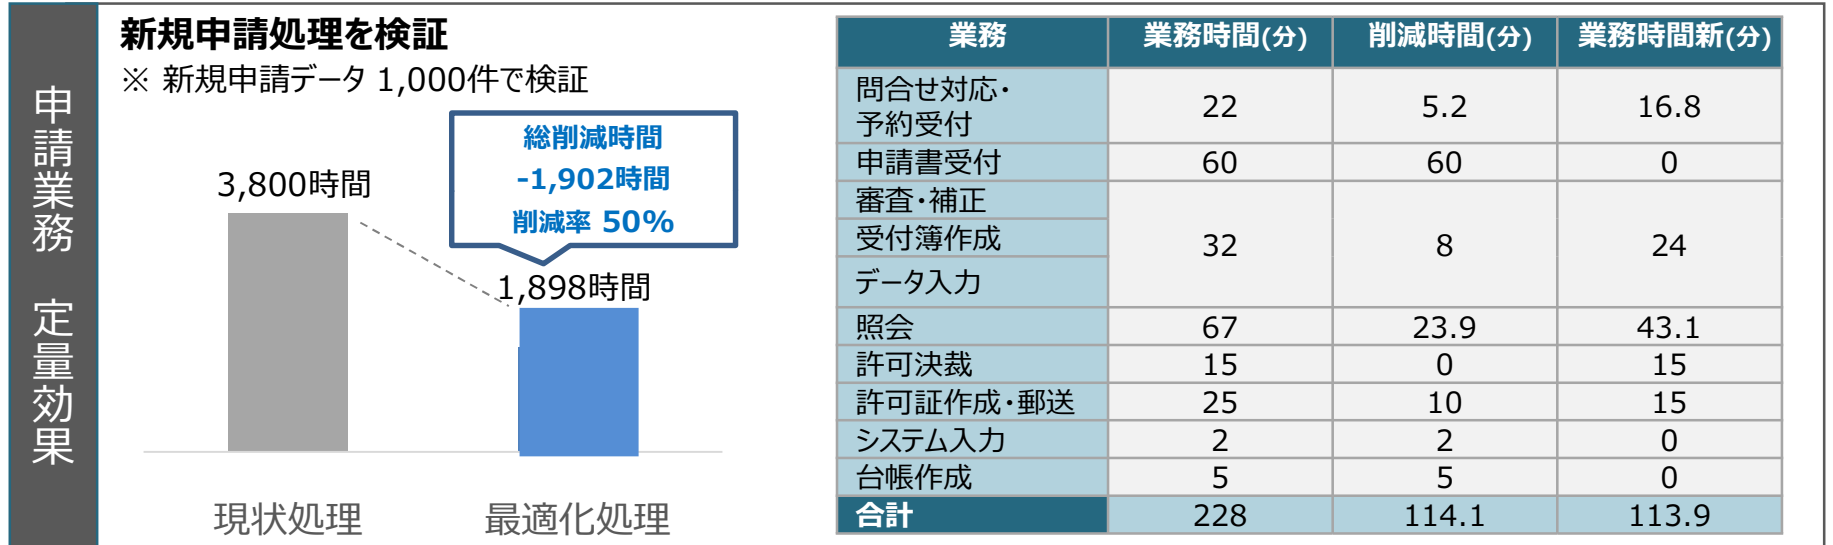 申請業務 定量効果
新規申請処理を検証
※ 新規申請データ 1,000件で検証
総削減時間
-1,902時間
削減率 50%
3,800時間
1,898時間
現状処理 最適化処理
業務 業務時間(分) 削減時間(分) 業務時間新(分)
問合せ対応・
予約受付 22 5.2 16.8
申請書受付 60 60 0
審査・補正
受付簿作成 32 8 24
データ入力
照会 67 23.9 43.1
許可決裁 15 0 15
許可証作成・郵送 25 10 15
システム入力 2 2 0
台帳作成 5 5 0
合計 228 114.1 113.9